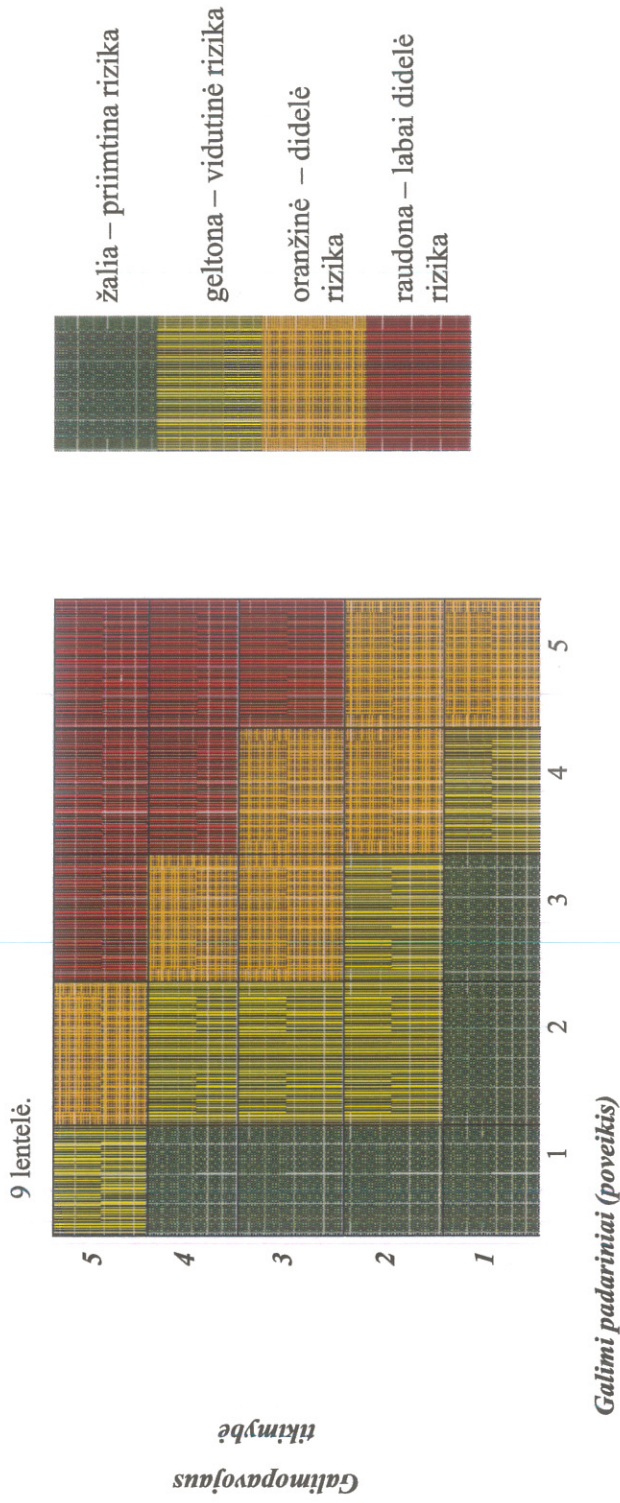 9 lentelė.
Galimopavojaus
tikimybė
5
4
3
2
1
1 2 3 4 5
Galimi padariniai (poveikis)
žalia – priimtina rizika
geltona – vidutinė rizika
oranžinė – didelė
rizika
raudona – labai didelė
rizika